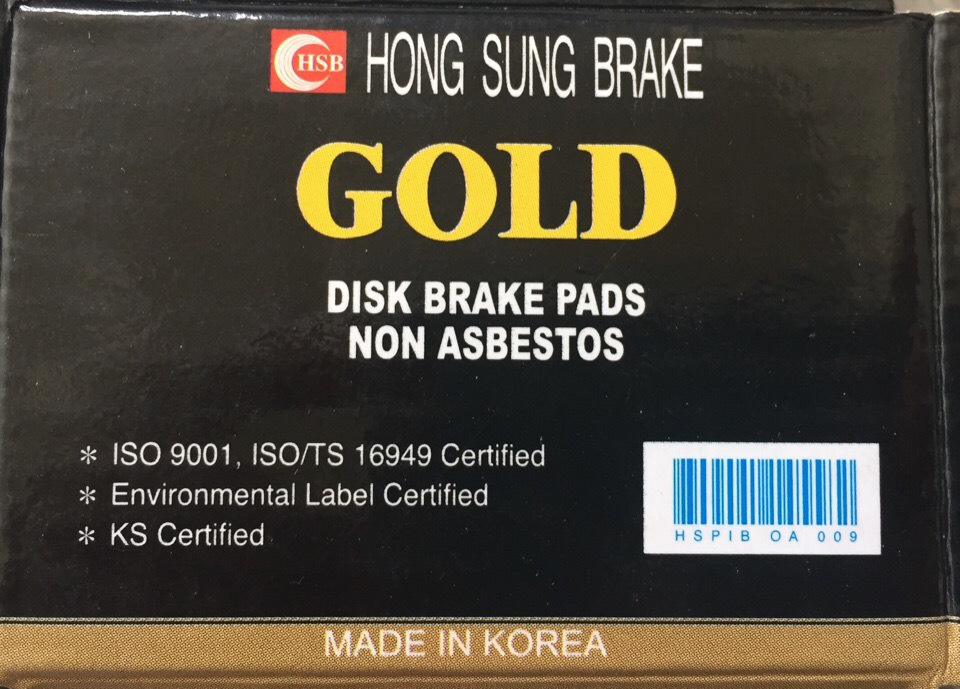 HSB HONG SUNG BRAKE
GOLD
DISK BRAKE PADS
NON ASBESTOS
* ISO 9001, ISO/TS 16949 Certified
* Environmental Label Certified
* KS Certified
HSPIB OA 009
MADE IN KOREA